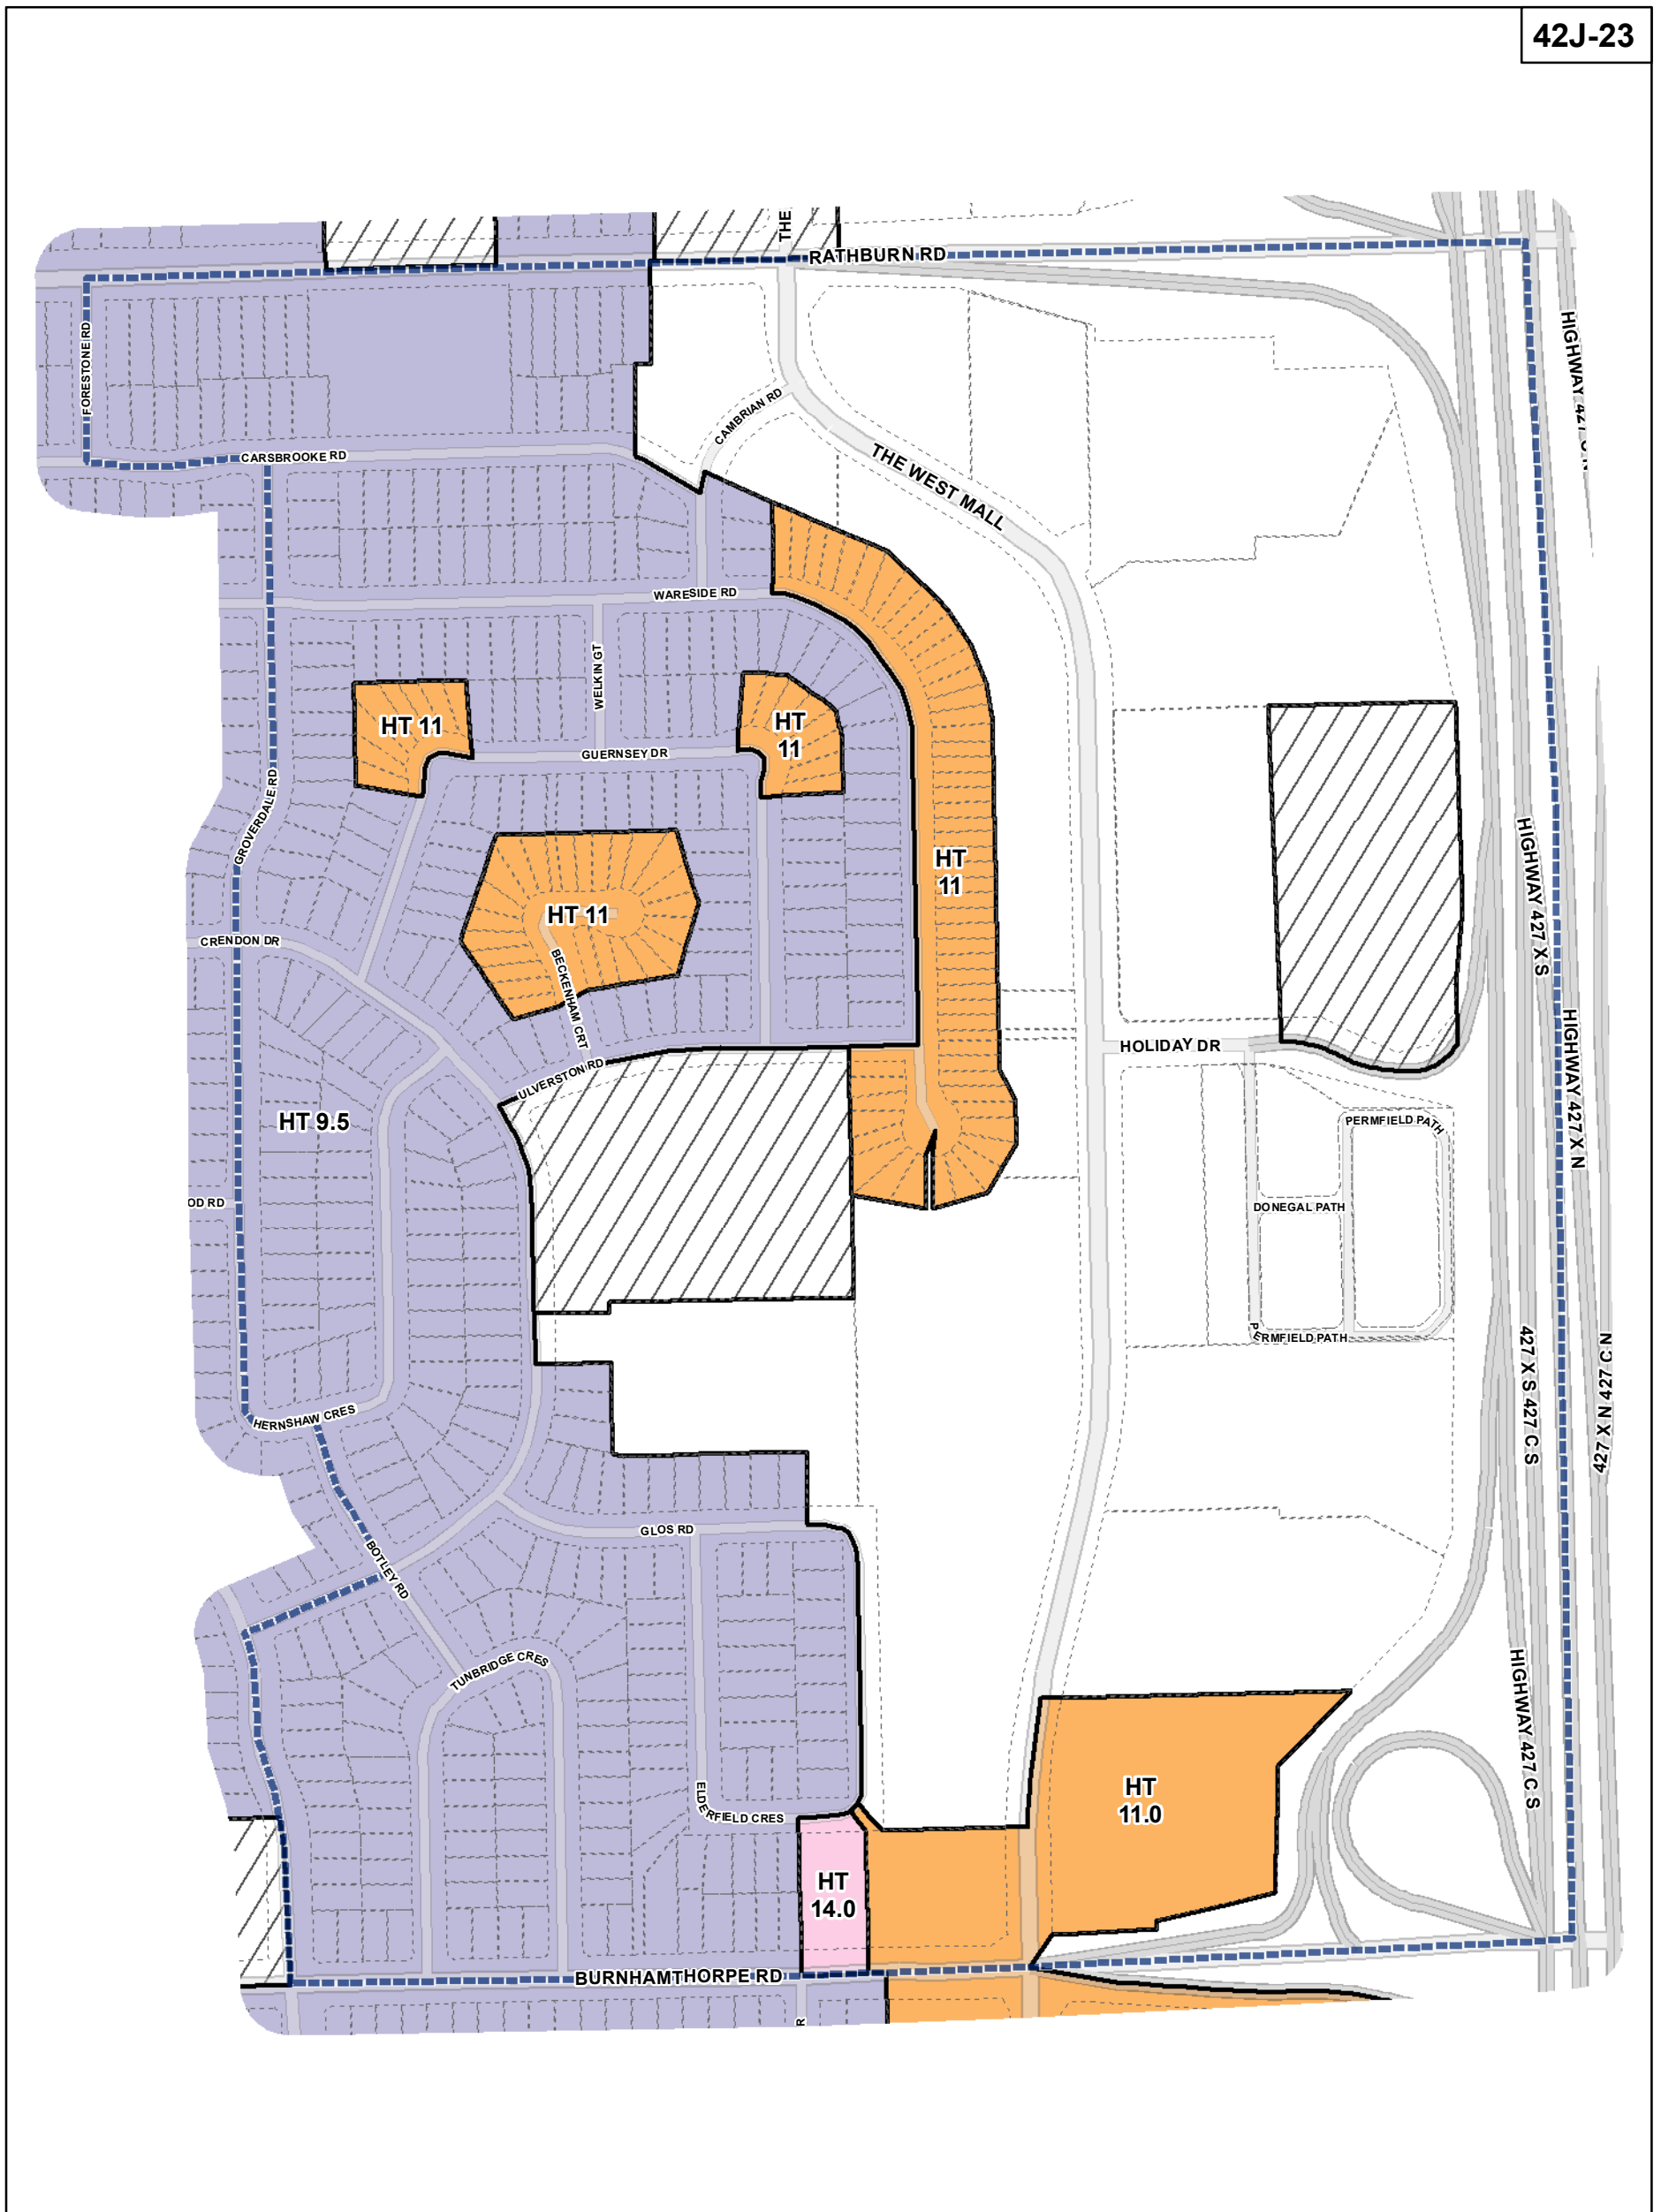 42J-23
THE
RATHBURN RD
FORESTONE RD
HIGHWAY 427 C N
CAMBRIAN RD
CARSBROOKE RD
THE WEST MALL
WARESIDE RD
WELKIN GT
HT 11
HT
11
GUERNSEY DR
GROVERDALE RD
HT
11
HIGHWAY 427 X S
HT 11
CRENDON DR
BECKENHAM CRT
HOLIDAY DR
HIGHWAY 427 X N
ULVERSTON RD
HT 9.5
PERMFIELD PATH
OD RD
DONEGAL PATH
PERMFIELD PATH
427 X S 427 C S
427 X N 427 C N
HERNSHAW CRES
GLOS RD
BOTLEY RD
TUNBRIDGE CRES
HIGHWAY 427 C S
HT
11.0
ELDERFIELD CRES
HT
14.0
BURNHAMTHORPE RD
R